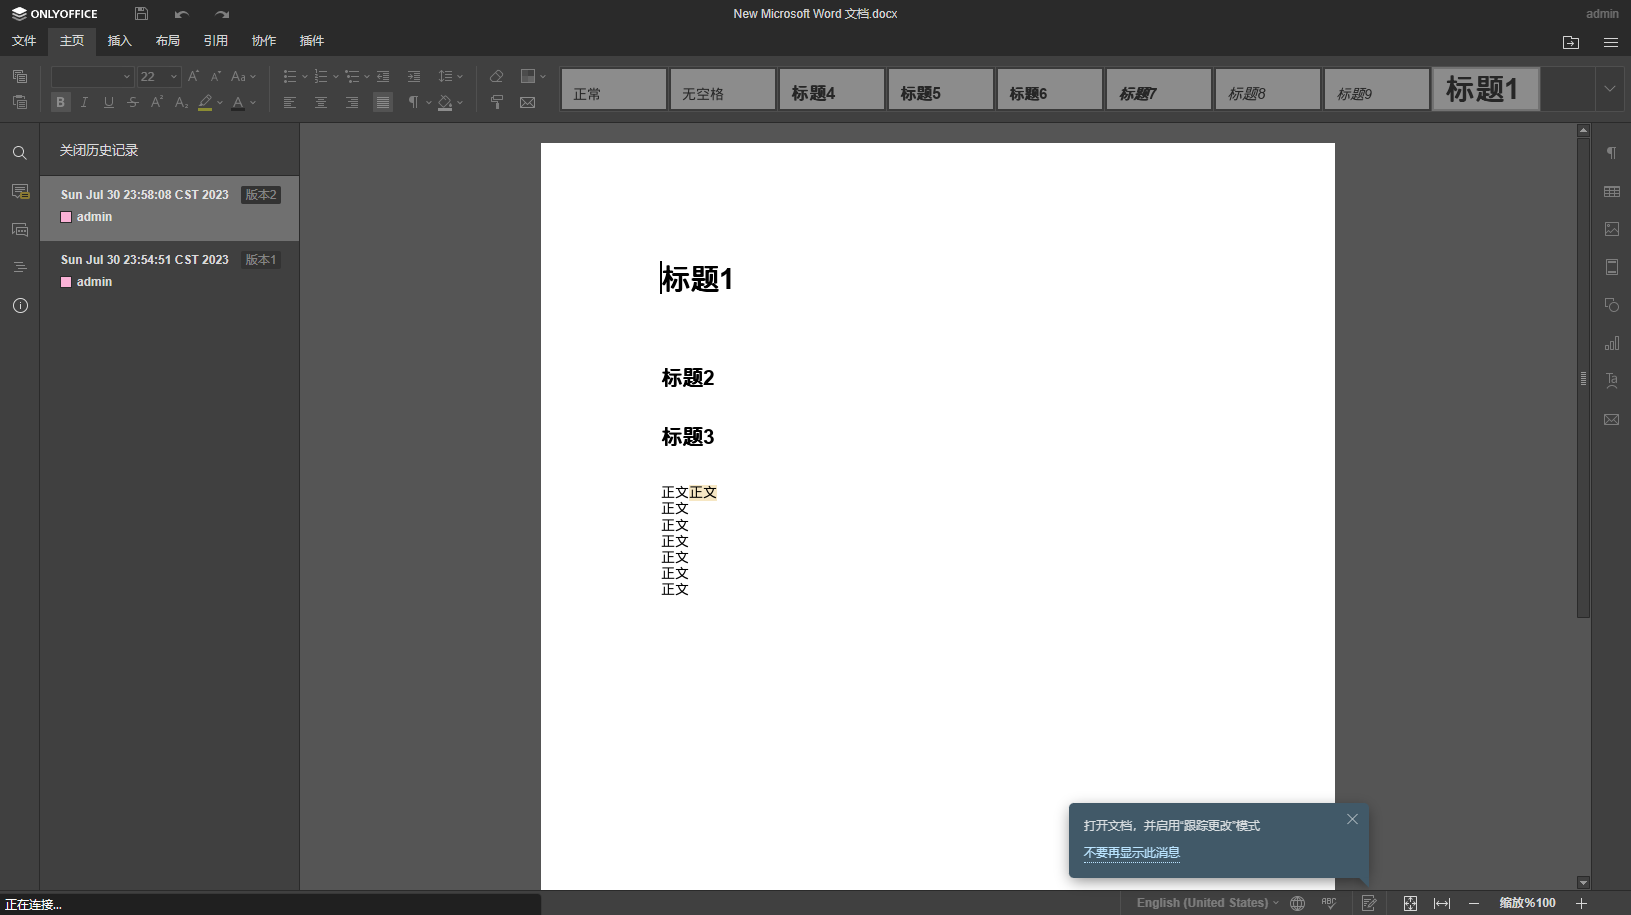 ONLYOFFICE
New Microsoft Word 文档.docx
admin
文件 主页 插入 布局 引用 协作 插件
22
Aa
B I U S A² A₂ A
正常 无空格 标题4 标题5 标题6 标题7 标题8 标题9 标题1
关闭历史记录
Sun Jul 30 23:58:08 CST 2023 版本2
admin
Sun Jul 30 23:54:51 CST 2023 版本1
admin
标题1
标题2
标题3
正文正文
正文
正文
正文
正文
正文
正文
打开文档，并启用“跟踪更改”模式
不要再显示此消息
正在连接...
English (United States)
ABC
缩放%100